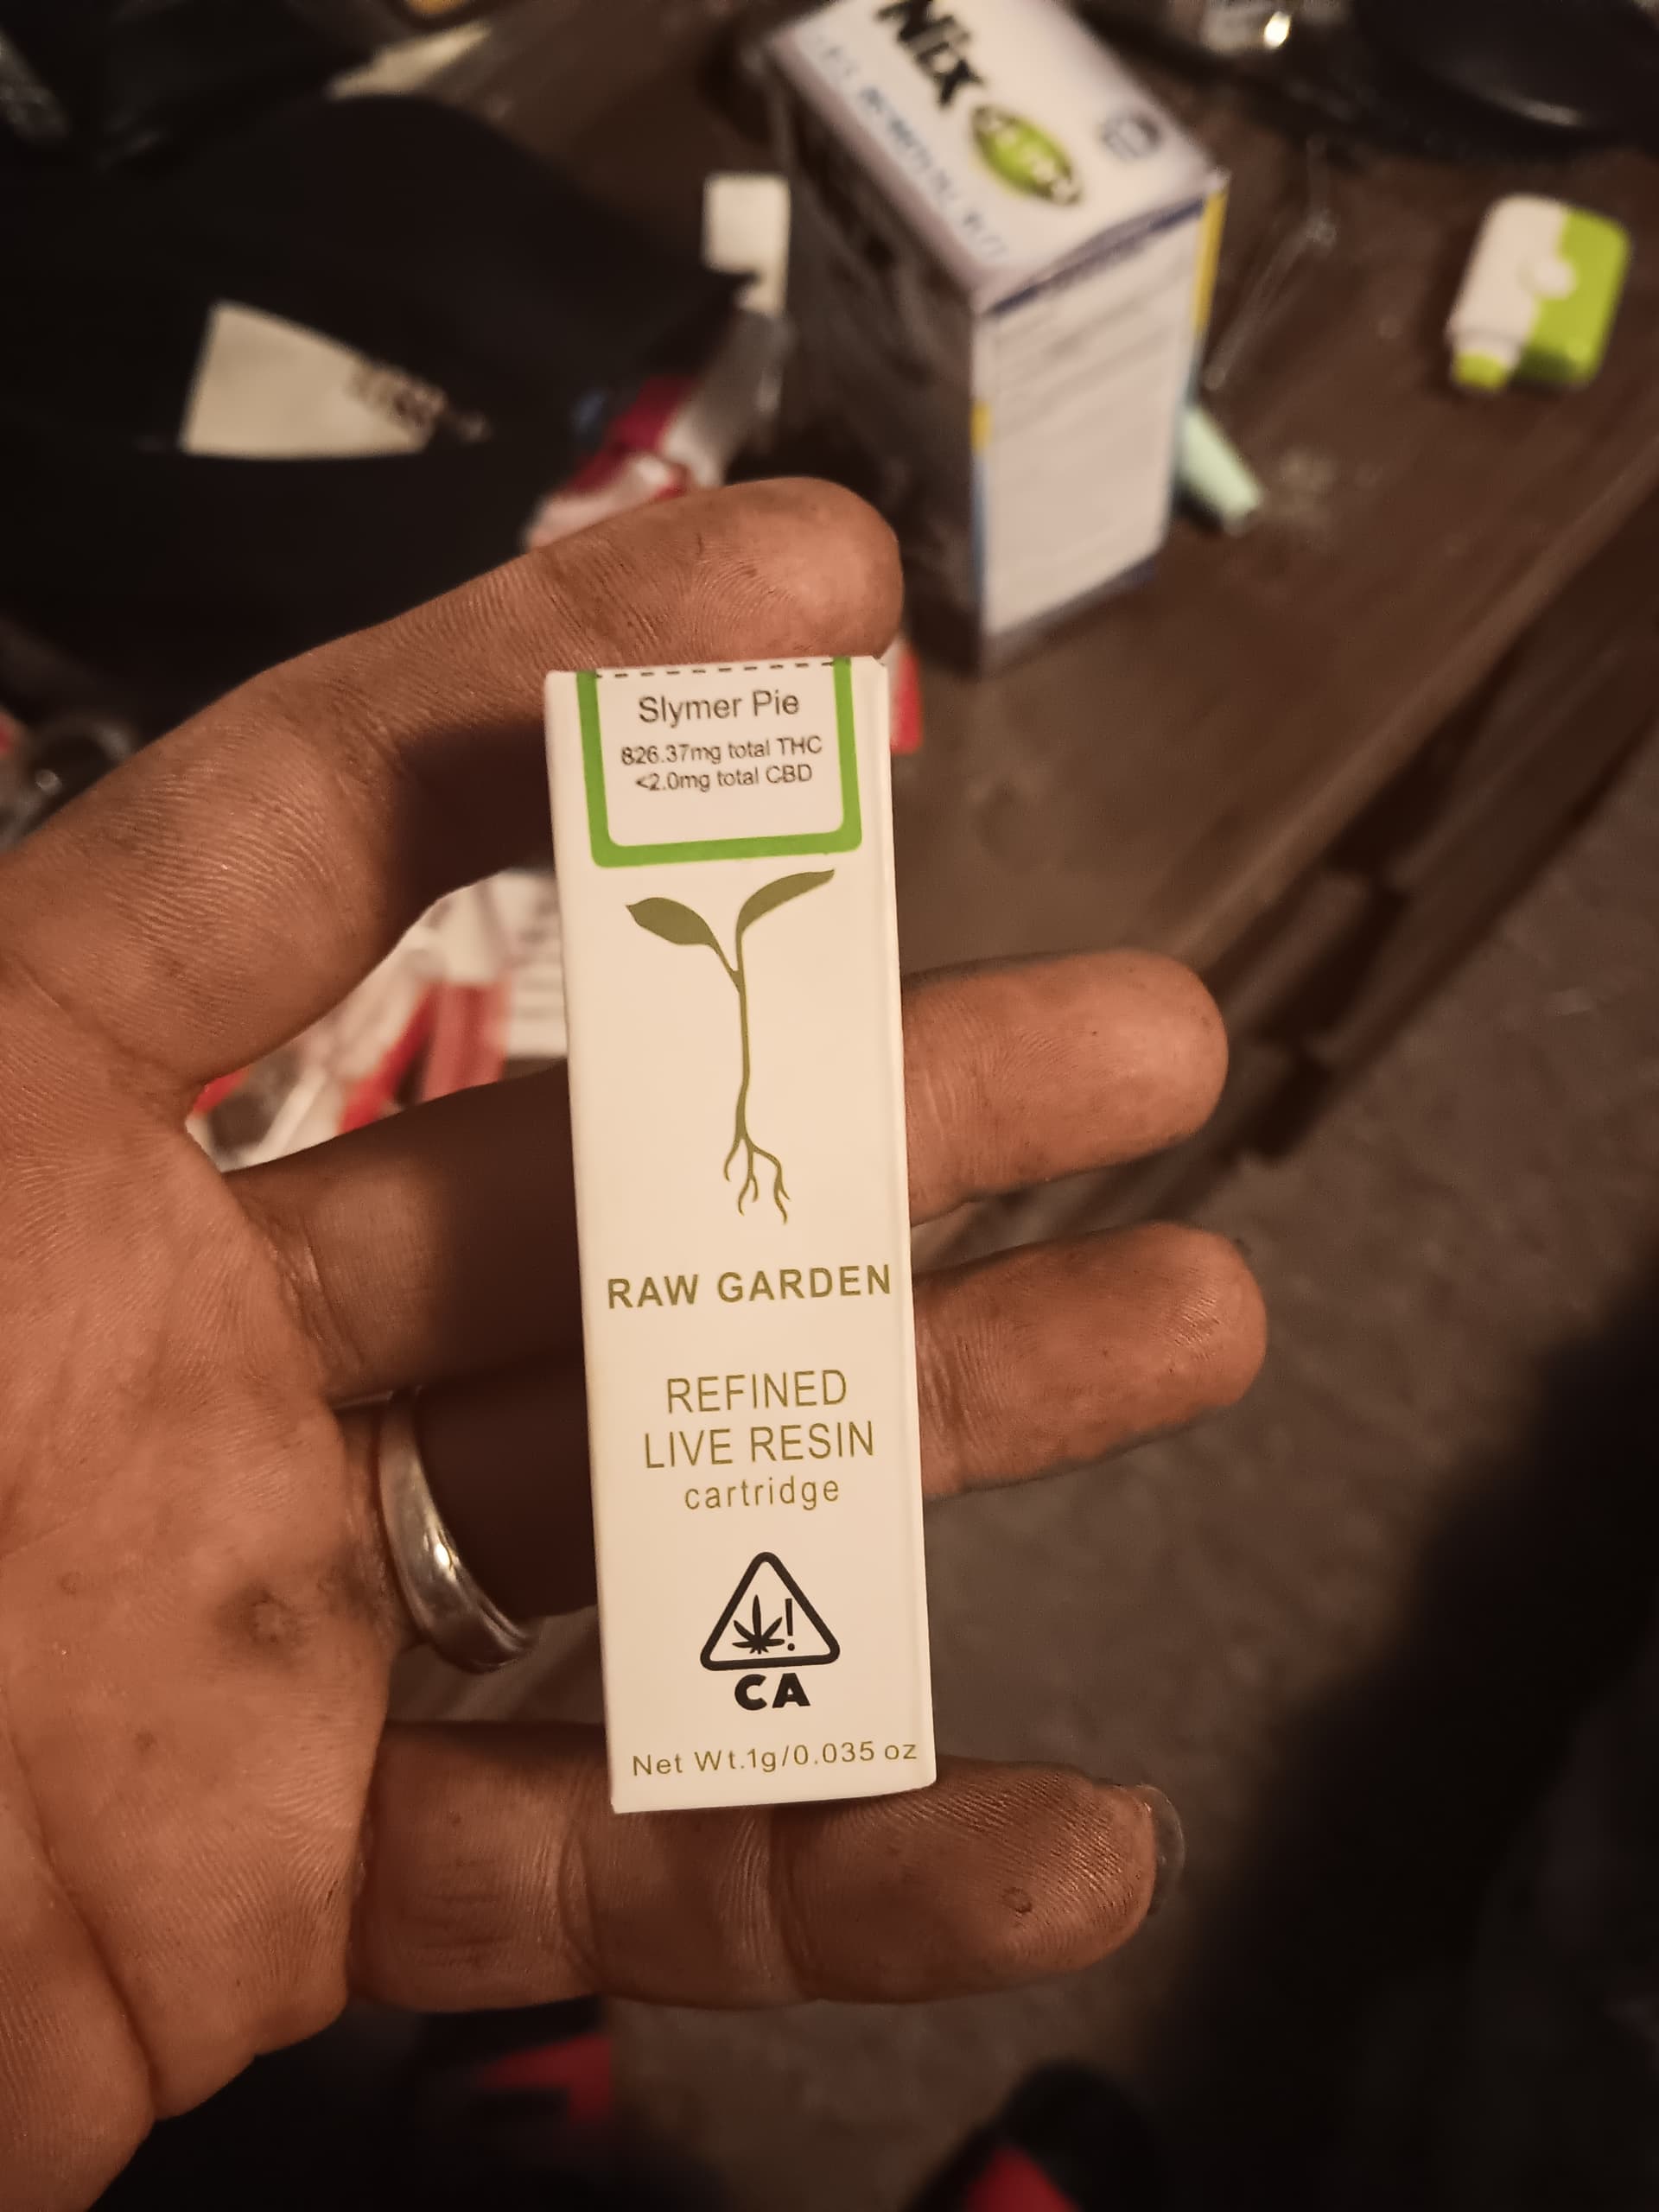 Nix
Slymer Pie
826.37mg total THC
<2.0mg total CBD
RAW GARDEN
REFINED
LIVE RESIN
cartridge
!
CA
Net Wt.1g/0.035 oz